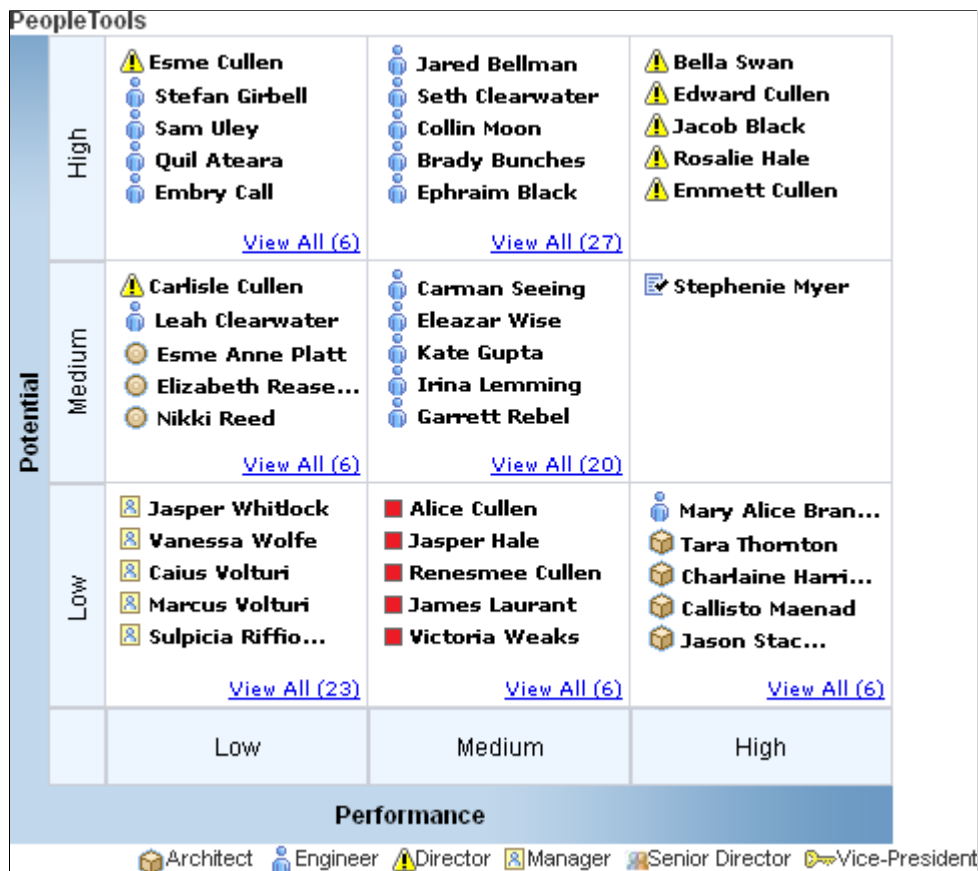 PeopleTools
Potential
High
Esme Cullen
Stefan Girbell
Sam Uley
Quil Ateara
Embry Call
View All (6)
Jared Bellman
Seth Clearwater
Collin Moon
Brady Bunches
Ephraim Black
View All (27)
Bella Swan
Edward Cullen
Jacob Black
Rosalie Hale
Emmett Cullen
Medium
Carlisle Cullen
Leah Clearwater
Esme Anne Platt
Elizabeth Rease...
Nikki Reed
View All (6)
Carman Seeing
Eleazar Wise
Kate Gupta
Irina Lemming
Garrett Rebel
View All (20)
Stephenie Myer
Low
Jasper Whitlock
Vanessa Wolfe
Caius Volturi
Marcus Volturi
Sulpicia Riffio...
View All (23)
Alice Cullen
Jasper Hale
Renesmee Cullen
James Laurant
Victoria Weaks
View All (6)
Mary Alice Bran...
Tara Thornton
Charlaine Harri...
Callisto Maenad
Jason Stac...
View All (6)
Low Medium High
Performance
Architect Engineer Director Manager Senior Director Vice-President